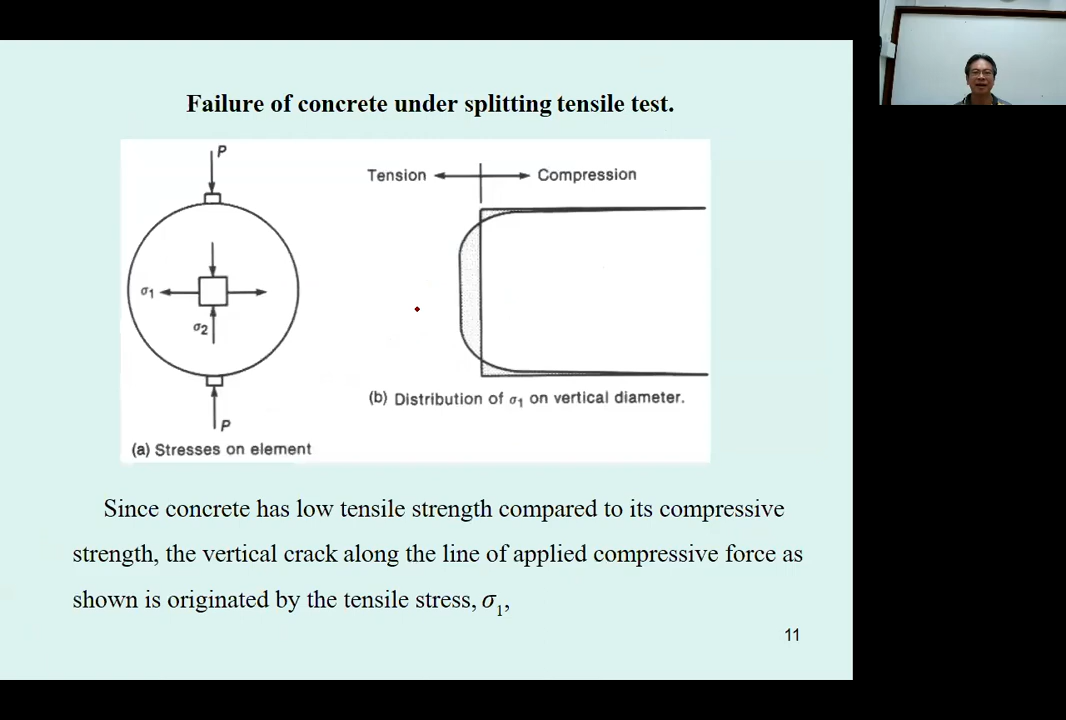 Failure of concrete under splitting tensile test.
P
Tension
Compression
σ1
σ2
P
(b) Distribution of σ1 on vertical diameter.
(a) Stresses on element
Since concrete has low tensile strength compared to its compressive
strength, the vertical crack along the line of applied compressive force as
shown is originated by the tensile stress, σ1,
11